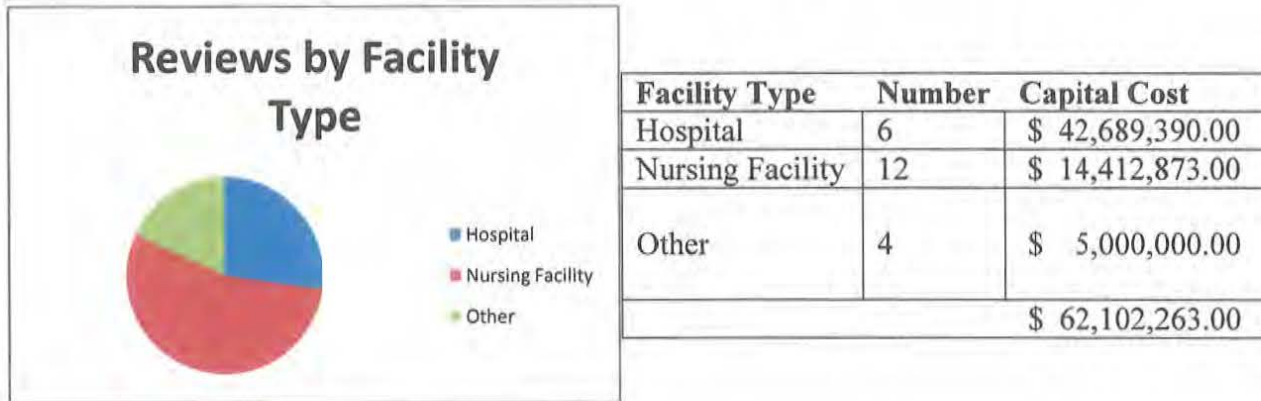 Reviews by Facility
Type
Hospital
Nursing Facility
Other
Facility Type Number Capital Cost
Hospital 6 $ 42,689,390.00
Nursing Facility 12 $ 14,412,873.00
Other 4 $ 5,000,000.00
$ 62,102,263.00